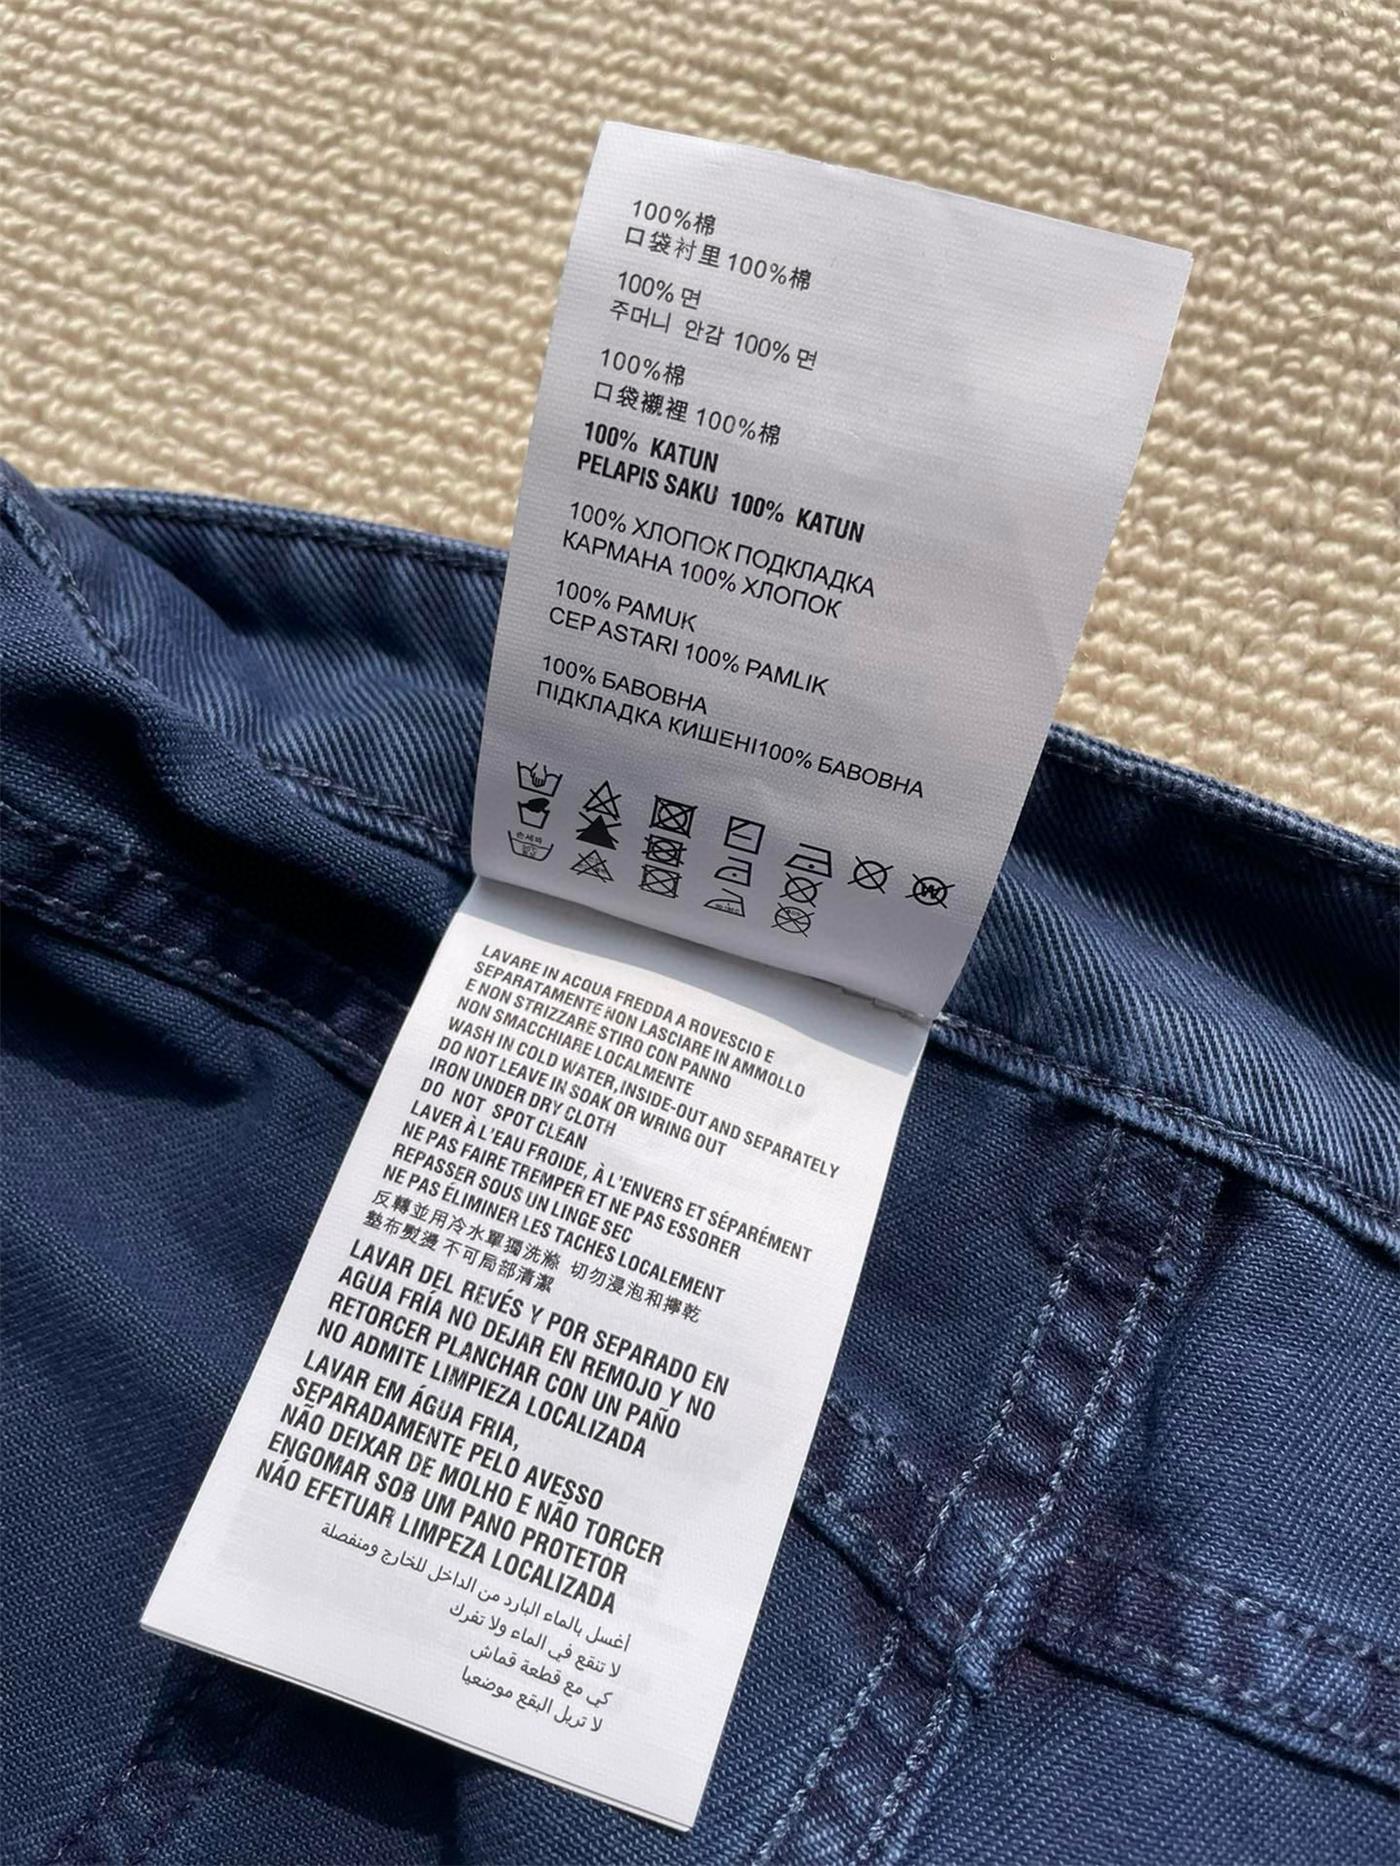 100%棉
口袋衬里 100%棉
100% 면
주머니 안감 100% 면
100%棉
口袋襯裡 100%棉
100% KATUN
PELAPIS SAKU 100% KATUN
100% ХЛОПОК ПОДКЛАДКА
КАРМАНА 100% ХЛОПОК
100% PAMUK
CEP ASTARI 100% PAMLIK
100% БАВОВНА
ПІДКЛАДКА КИШЕНІ100% БАВОВНА
손세탁
LAVARE IN ACQUA FREDDA A ROVESCIO E
SEPARATAMENTE NON LASCIARE IN AMMOLLO
E NON STRIZZARE STIRO CON PANNO
NON SMACCHIARE LOCALMENTE
WASH IN COLD WATER,INSIDE-OUT AND SEPARATELY
DO NOT LEAVE IN SOAK OR WRING OUT
IRON UNDER DRY CLOTH
DO NOT SPOT CLEAN
LAVER À L'EAU FROIDE, À L'ENVERS ET SÉPARÉMENT
NE PAS FAIRE TREMPER ET NE PAS ESSORER
REPASSER SOUS UN LINGE SEC
NE PAS ÉLIMINER LES TACHES LOCALEMENT
反轉並用冷水單獨洗滌 切勿浸泡和擰乾
墊布熨燙 不可局部清潔
LAVAR DEL REVÉS Y POR SEPARADO EN
AGUA FRÍA NO DEJAR EN REMOJO Y NO
RETORCER PLANCHAR CON UN PAÑO
NO ADMITE LIMPIEZA LOCALIZADA
LAVAR EM ÁGUA FRIA,
SEPARADAMENTE PELO AVESSO
NÃO DEIXAR DE MOLHO E NÃO TORCER
ENGOMAR SOB UM PANO PROTETOR
NÁO EFETUAR LIMPEZA LOCALIZADA
أغسل بالماء البارد من الداخل للخارج ومنفصلة
لا تنقع في الماء ولا تفرك
كي مع قطعة قماش
لا تريل البقع موضعيا